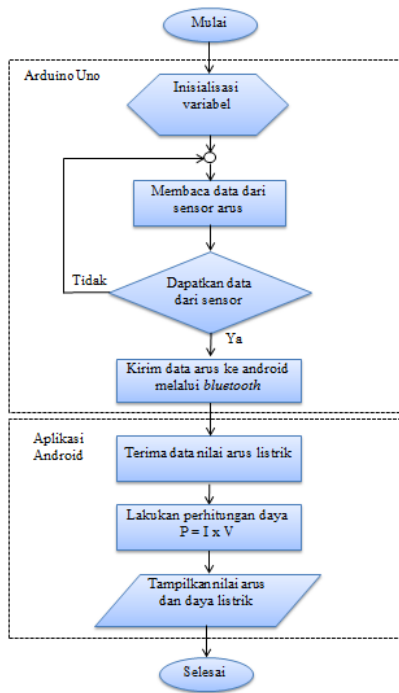 Mulai
Arduino Uno
Inisialisasi
variabel
Membaca data dari
sensor arus
Tidak
Dapatkan data
dari sensor
Ya
Kirim data arus ke android
melalui bluetooth
Aplikasi
Android
Terima data nilai arus listrik
Lakukan perhitungan daya
P = I x V
Tampilkan nilai arus
dan daya listrik
Selesai